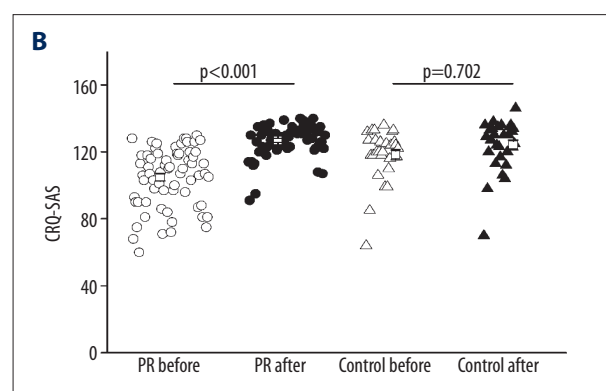 B
p<0.001
p=0.702
160
120
80
40
0
CRQ-SAS
PR before
PR after
Control before
Control after